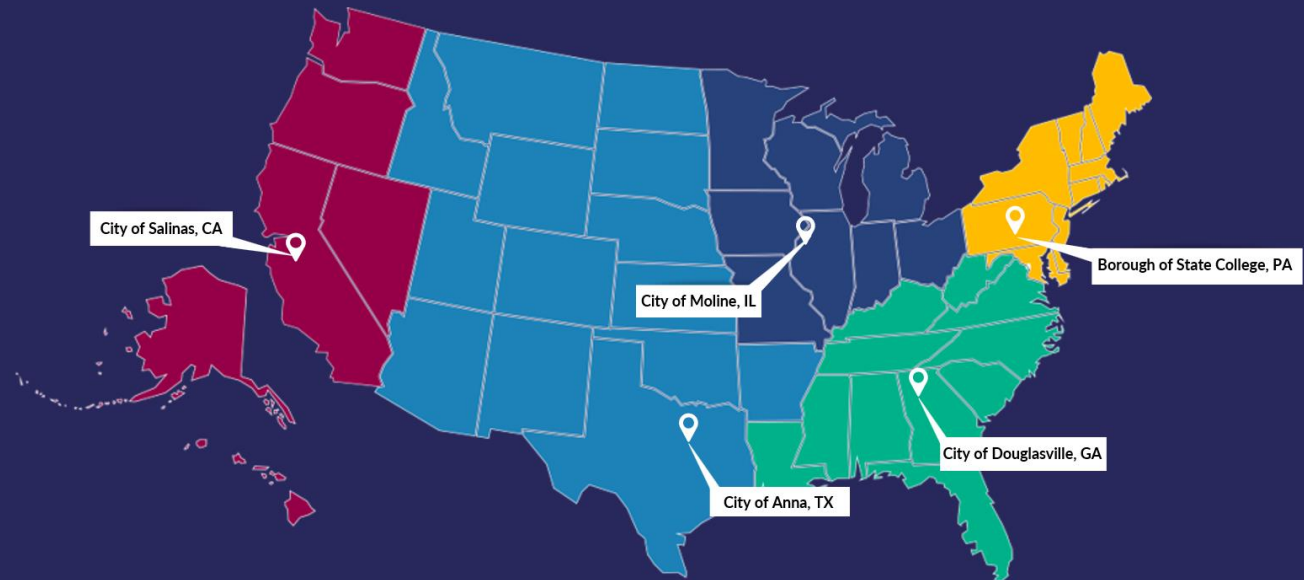 City of Salinas, CA
Borough of State College, PA
City of Moline, IL
City of Douglasville, GA
City of Anna, TX